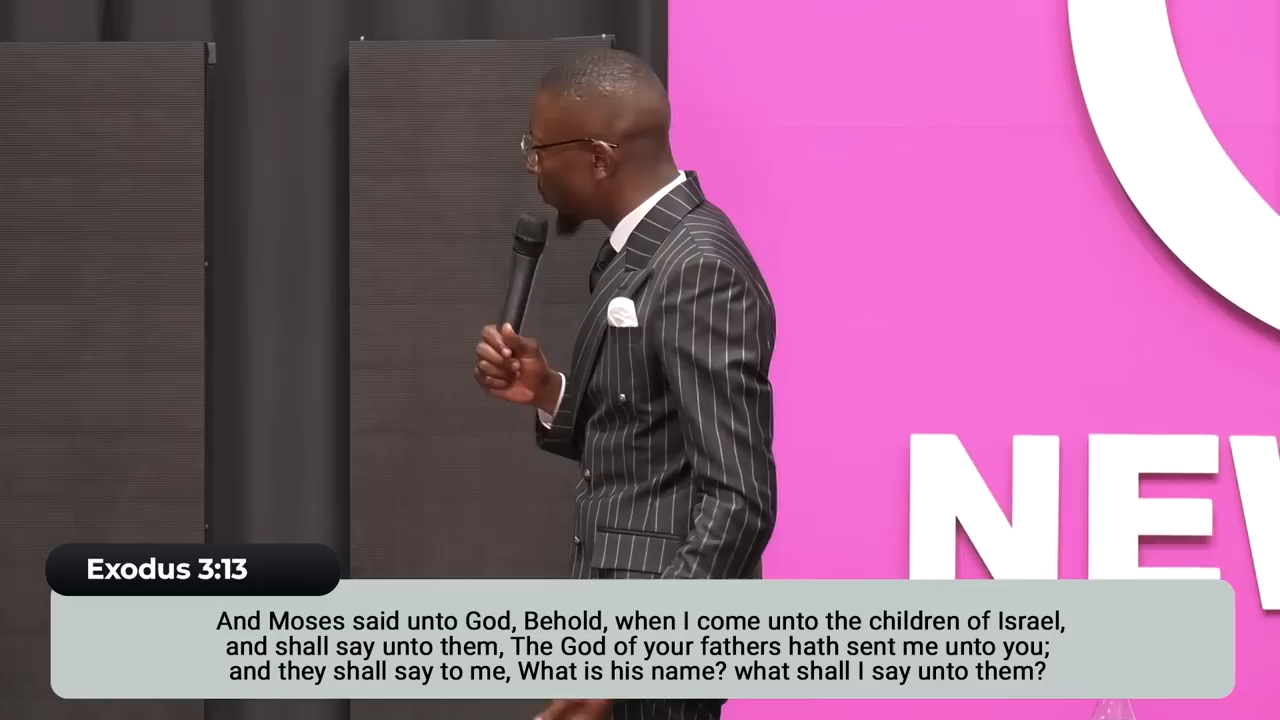 NEW
Exodus 3:13
And Moses said unto God, Behold, when I come unto the children of Israel,
and shall say unto them, The God of your fathers hath sent me unto you;
and they shall say to me, What is his name? what shall I say unto them?